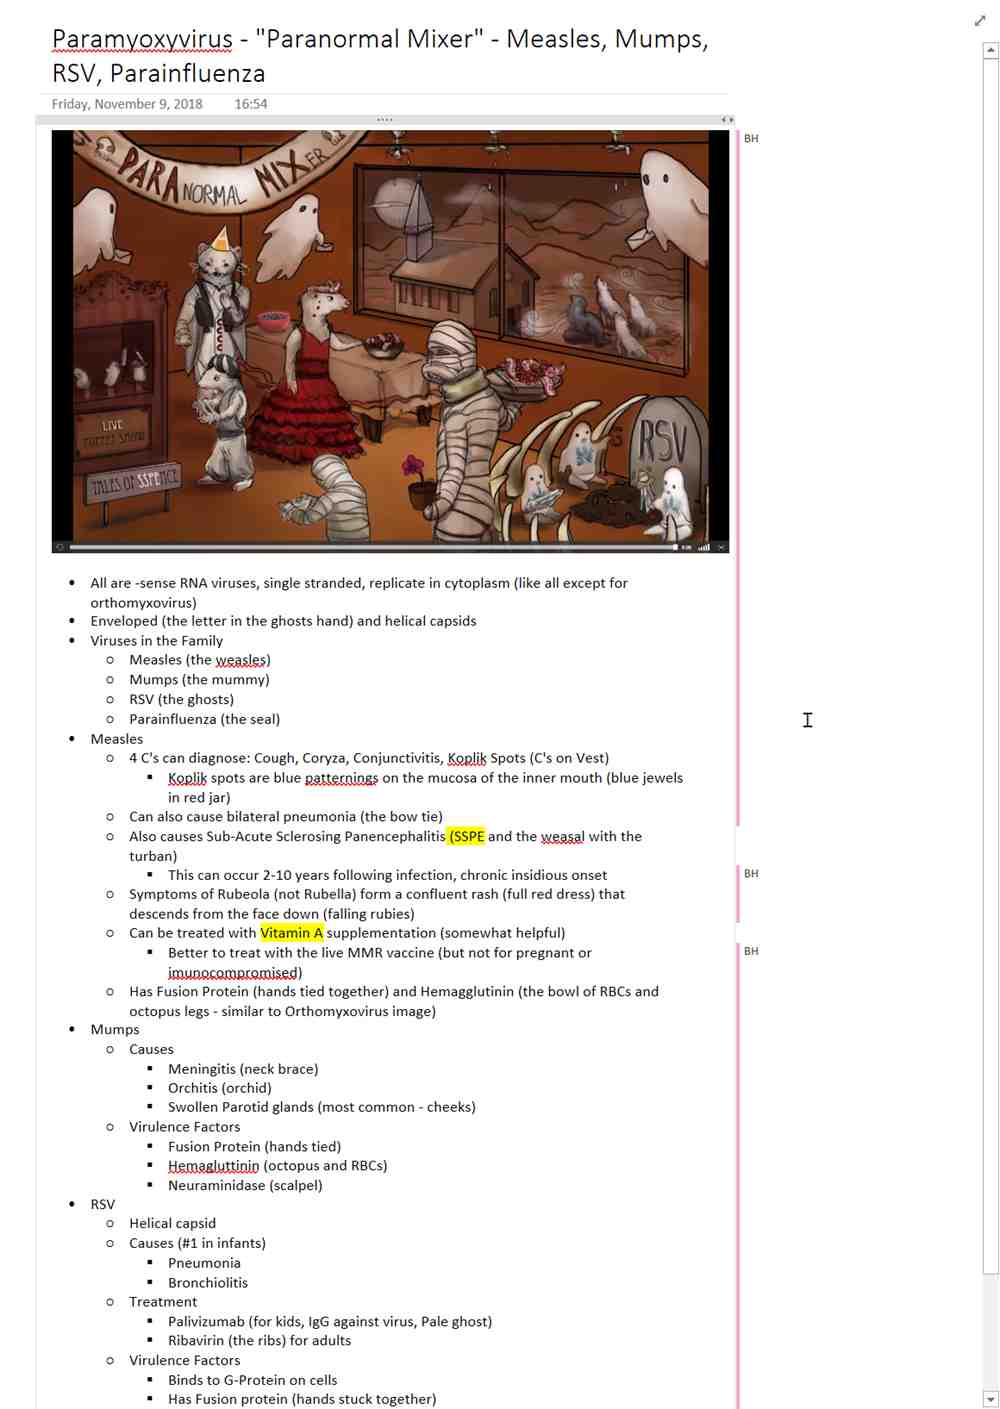 Paramyoxyvirus - "Paranormal Mixer" - Measles, Mumps,
RSV, Parainfluenza
Friday, November 9, 2018 16:54
BH
PARANORMAL MIXER
RSV
LIVE
PUPPET SHOW
TALES OF SSPENCE
• All are -sense RNA viruses, single stranded, replicate in cytoplasm (like all except for
orthomyxovirus)
• Enveloped (the letter in the ghosts hand) and helical capsids
• Viruses in the Family
○ Measles (the weasles)
○ Mumps (the mummy)
○ RSV (the ghosts)
○ Parainfluenza (the seal)
• Measles
○ 4 C's can diagnose: Cough, Coryza, Conjunctivitis, Koplik Spots (C's on Vest)
▪ Koplik spots are blue patternings on the mucosa of the inner mouth (blue jewels
in red jar)
○ Can also cause bilateral pneumonia (the bow tie)
○ Also causes Sub-Acute Sclerosing Panencephalitis (SSPE and the weasal with the
turban)
▪ This can occur 2-10 years following infection, chronic insidious onset
BH
○ Symptoms of Rubeola (not Rubella) form a confluent rash (full red dress) that
descends from the face down (falling rubies)
○ Can be treated with Vitamin A supplementation (somewhat helpful)
▪ Better to treat with the live MMR vaccine (but not for pregnant or
imunocompromised)
BH
○ Has Fusion Protein (hands tied together) and Hemagglutinin (the bowl of RBCs and
octopus legs - similar to Orthomyxovirus image)
• Mumps
○ Causes
▪ Meningitis (neck brace)
▪ Orchitis (orchid)
▪ Swollen Parotid glands (most common - cheeks)
○ Virulence Factors
▪ Fusion Protein (hands tied)
▪ Hemagluttinin (octopus and RBCs)
▪ Neuraminidase (scalpel)
• RSV
○ Helical capsid
○ Causes (#1 in infants)
▪ Pneumonia
▪ Bronchiolitis
○ Treatment
▪ Palivizumab (for kids, IgG against virus, Pale ghost)
▪ Ribavirin (the ribs) for adults
○ Virulence Factors
▪ Binds to G-Protein on cells
▪ Has Fusion protein (hands stuck together)